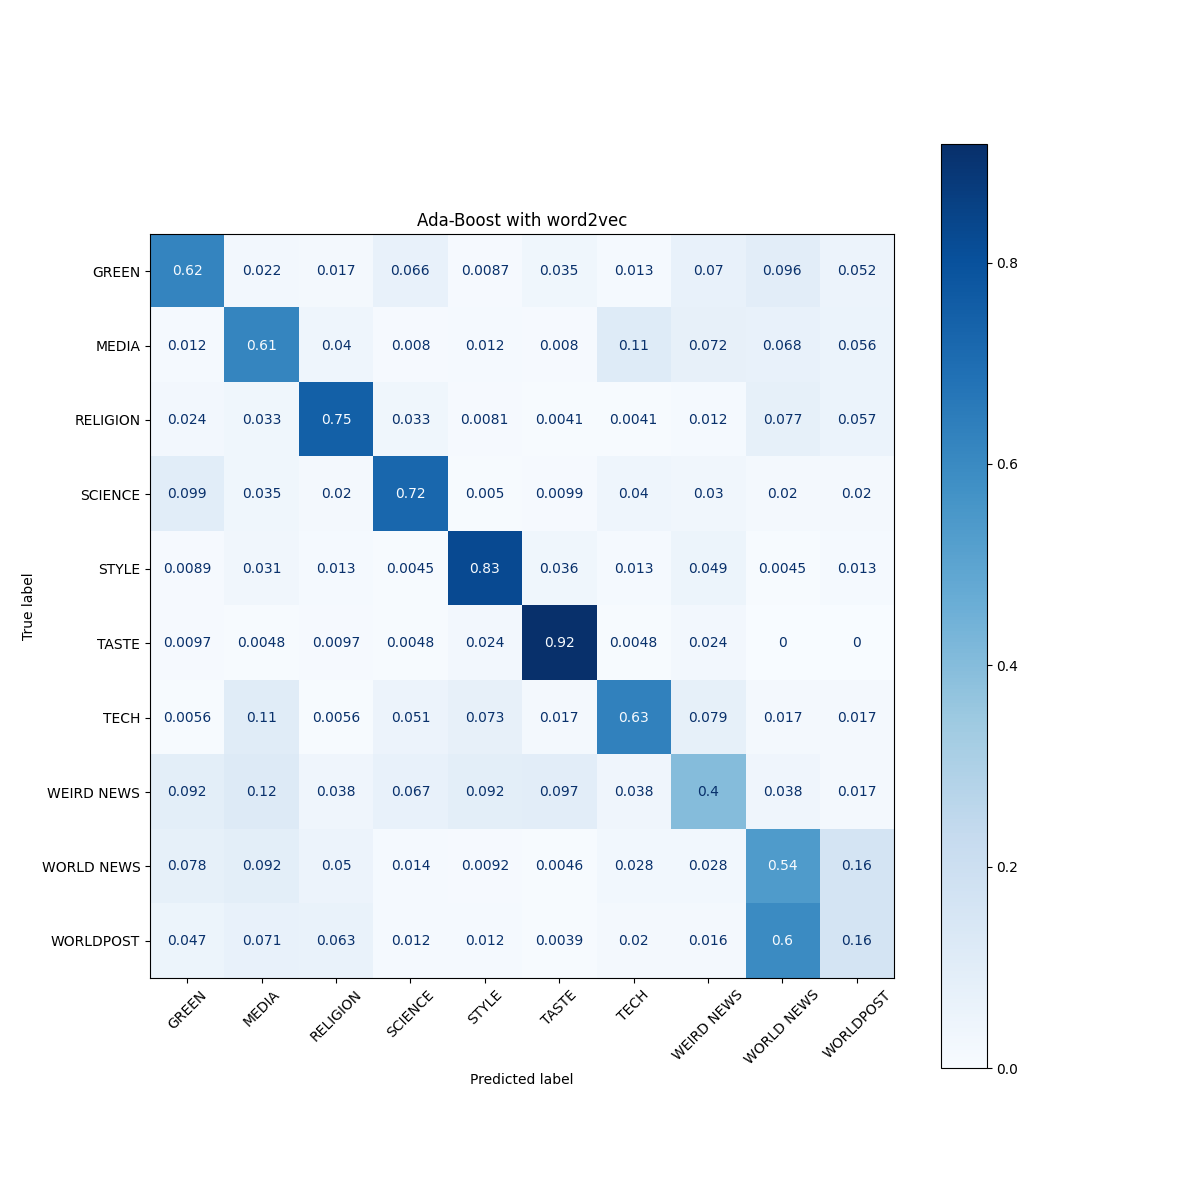 Ada-Boost with word2vec
GREEN 0.62 0.022 0.017 0.066 0.0087 0.035 0.013 0.07 0.096 0.052
MEDIA 0.012 0.61 0.04 0.008 0.012 0.008 0.11 0.072 0.068 0.056
RELIGION 0.024 0.033 0.75 0.033 0.0081 0.0041 0.0041 0.012 0.077 0.057
SCIENCE 0.099 0.035 0.02 0.72 0.005 0.0099 0.04 0.03 0.02 0.02
STYLE 0.0089 0.031 0.013 0.0045 0.83 0.036 0.013 0.049 0.0045 0.013
TASTE 0.0097 0.0048 0.0097 0.0048 0.024 0.92 0.0048 0.024 0 0
TECH 0.0056 0.11 0.0056 0.051 0.073 0.017 0.63 0.079 0.017 0.017
WEIRD NEWS 0.092 0.12 0.038 0.067 0.092 0.097 0.038 0.4 0.038 0.017
WORLD NEWS 0.078 0.092 0.05 0.014 0.0092 0.0046 0.028 0.028 0.54 0.16
WORLDPOST 0.047 0.071 0.063 0.012 0.012 0.0039 0.02 0.016 0.6 0.16
GREEN MEDIA RELIGION SCIENCE STYLE TASTE TECH WEIRD NEWS WORLD NEWS WORLDPOST
Predicted label
True label
0.8
0.6
0.4
0.2
0.0